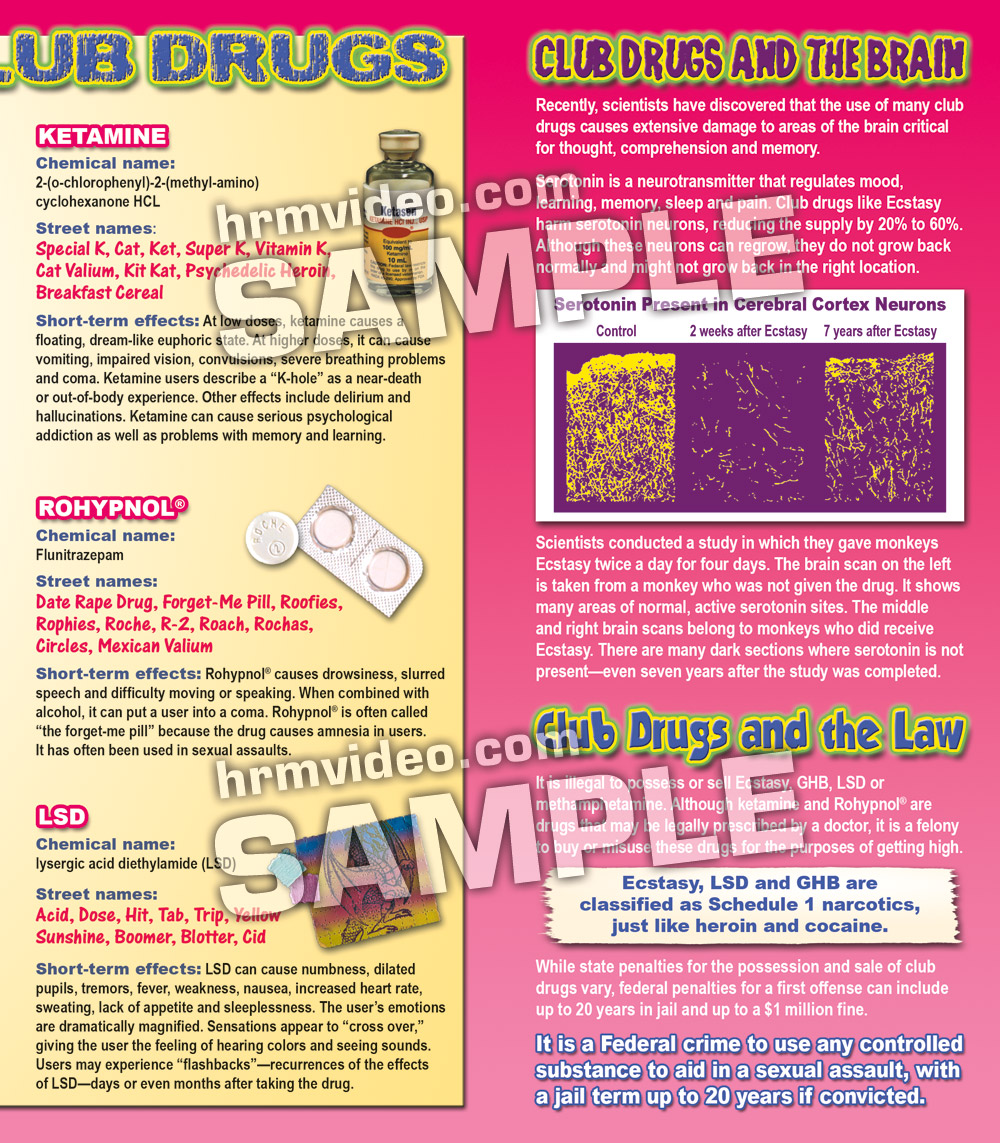 LUB DRUGS
KETAMINE
Chemical name:
2-(o-chlorophenyl)-2-(methyl-amino)
cyclohexanone HCL
Street names:
Special K, Cat, Ket, Super K, Vitamin K,
Cat Valium, Kit Kat, Psychedelic Heroin,
Breakfast Cereal
Short-term effects: At low doses, ketamine causes a
floating, dream-like euphoric state. At higher doses, it can cause
vomiting, impaired vision, convulsions, severe breathing problems
and coma. Ketamine users describe a “K-hole” as a near-death
or out-of-body experience. Other effects include delirium and
hallucinations. Ketamine can cause serious psychological
addiction as well as problems with memory and learning.
Ketaset
KETAMINE HCl INJ., USP
Equivalent to
100 mg/mL
Ketamine
10 mL
ROHYPNOL®
Chemical name:
Flunitrazepam
Street names:
Date Rape Drug, Forget-Me Pill, Roofies,
Rophies, Roche, R-2, Roach, Rochas,
Circles, Mexican Valium
Short-term effects: Rohypnol® causes drowsiness, slurred
speech and difficulty moving or speaking. When combined with
alcohol, it can put a user into a coma. Rohypnol® is often called
“the forget-me pill” because the drug causes amnesia in users.
It has often been used in sexual assaults.
ROCHE
2
LSD
Chemical name:
lysergic acid diethylamide (LSD)
Street names:
Acid, Dose, Hit, Tab, Trip, Yellow
Sunshine, Boomer, Blotter, Cid
Short-term effects: LSD can cause numbness, dilated
pupils, tremors, fever, weakness, nausea, increased heart rate,
sweating, lack of appetite and sleeplessness. The user’s emotions
are dramatically magnified. Sensations appear to “cross over,”
giving the user the feeling of hearing colors and seeing sounds.
Users may experience “flashbacks”—recurrences of the effects
of LSD—days or even months after taking the drug.
CLUB DRUGS AND THE BRAIN
Recently, scientists have discovered that the use of many club
drugs causes extensive damage to areas of the brain critical
for thought, comprehension and memory.
Serotonin is a neurotransmitter that regulates mood,
learning, memory, sleep and pain. Club drugs like Ecstasy
harm serotonin neurons, reducing the supply by 20% to 60%.
Although these neurons can regrow, they do not grow back
normally and might not grow back in the right location.
Serotonin Present in Cerebral Cortex Neurons
Control 2 weeks after Ecstasy 7 years after Ecstasy
Scientists conducted a study in which they gave monkeys
Ecstasy twice a day for four days. The brain scan on the left
is taken from a monkey who was not given the drug. It shows
many areas of normal, active serotonin sites. The middle
and right brain scans belong to monkeys who did receive
Ecstasy. There are many dark sections where serotonin is not
present—even seven years after the study was completed.
Club Drugs and the Law
It is illegal to possess or sell Ecstasy, GHB, LSD or
methamphetamine. Although ketamine and Rohypnol® are
drugs that may be legally prescribed by a doctor, it is a felony
to buy or misuse these drugs for the purposes of getting high.
Ecstasy, LSD and GHB are
classified as Schedule 1 narcotics,
just like heroin and cocaine.
While state penalties for the possession and sale of club
drugs vary, federal penalties for a first offense can include
up to 20 years in jail and up to a $1 million fine.
It is a Federal crime to use any controlled
substance to aid in a sexual assault, with
a jail term up to 20 years if convicted.
hrmvideo.com
SAMPLE
hrmvideo.com
SAMPLE